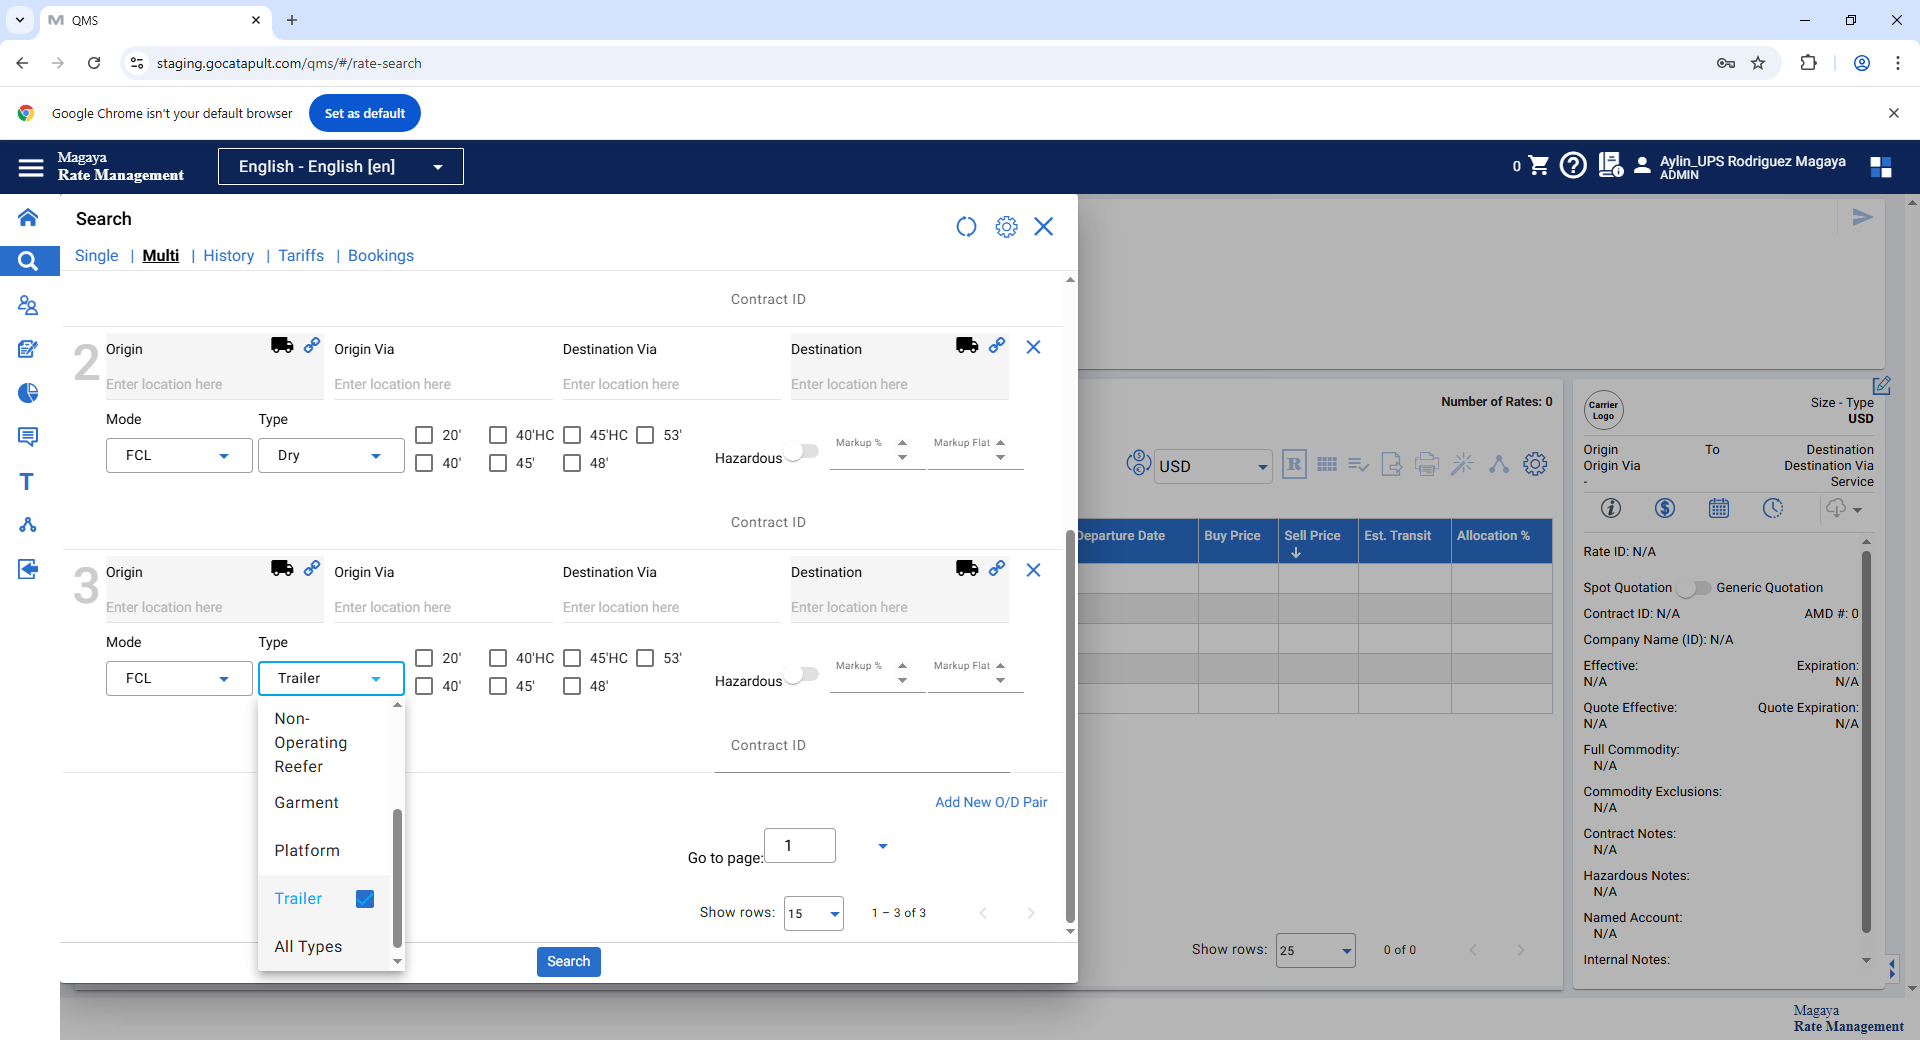 QMS
staging.gocatapult.com/qms/#/rate-search
Google Chrome isn't your default browser
Set as default
Magaya
Rate Management
English - English [en]
0
Aylin_UPS Rodriguez Magaya
ADMIN
Search
Single | Multi | History | Tariffs | Bookings
Contract ID
2
Origin
Origin Via
Destination Via
Destination
Enter location here
Enter location here
Enter location here
Enter location here
Mode
Type
FCL
Dry
20'
40'HC
45'HC
53'
40'
45'
48'
Hazardous
Markup %
Markup Flat
Contract ID
3
Origin
Origin Via
Destination Via
Destination
Enter location here
Enter location here
Enter location here
Enter location here
Mode
Type
FCL
Trailer
20'
40'HC
45'HC
53'
40'
45'
48'
Hazardous
Markup %
Markup Flat
Non-
Operating
Reefer
Garment
Platform
Trailer
All Types
Contract ID
Add New O/D Pair
Go to page:
1
Show rows:
15
1 – 3 of 3
Search
Number of Rates: 0
USD
R
Departure Date
Buy Price
Sell Price
Est. Transit
Allocation %
Show rows:
25
0 of 0
Carrier
Logo
Size - Type
USD
Origin
To
Destination
Origin Via
Destination Via
-
Service
Rate ID: N/A
Spot Quotation
Generic Quotation
Contract ID: N/A
AMD #: 0
Company Name (ID): N/A
Effective:
Expiration:
N/A
N/A
Quote Effective:
Quote Expiration:
N/A
N/A
Full Commodity:
N/A
Commodity Exclusions:
N/A
Contract Notes:
N/A
Hazardous Notes:
N/A
Named Account:
N/A
Internal Notes:
Magaya
Rate Management